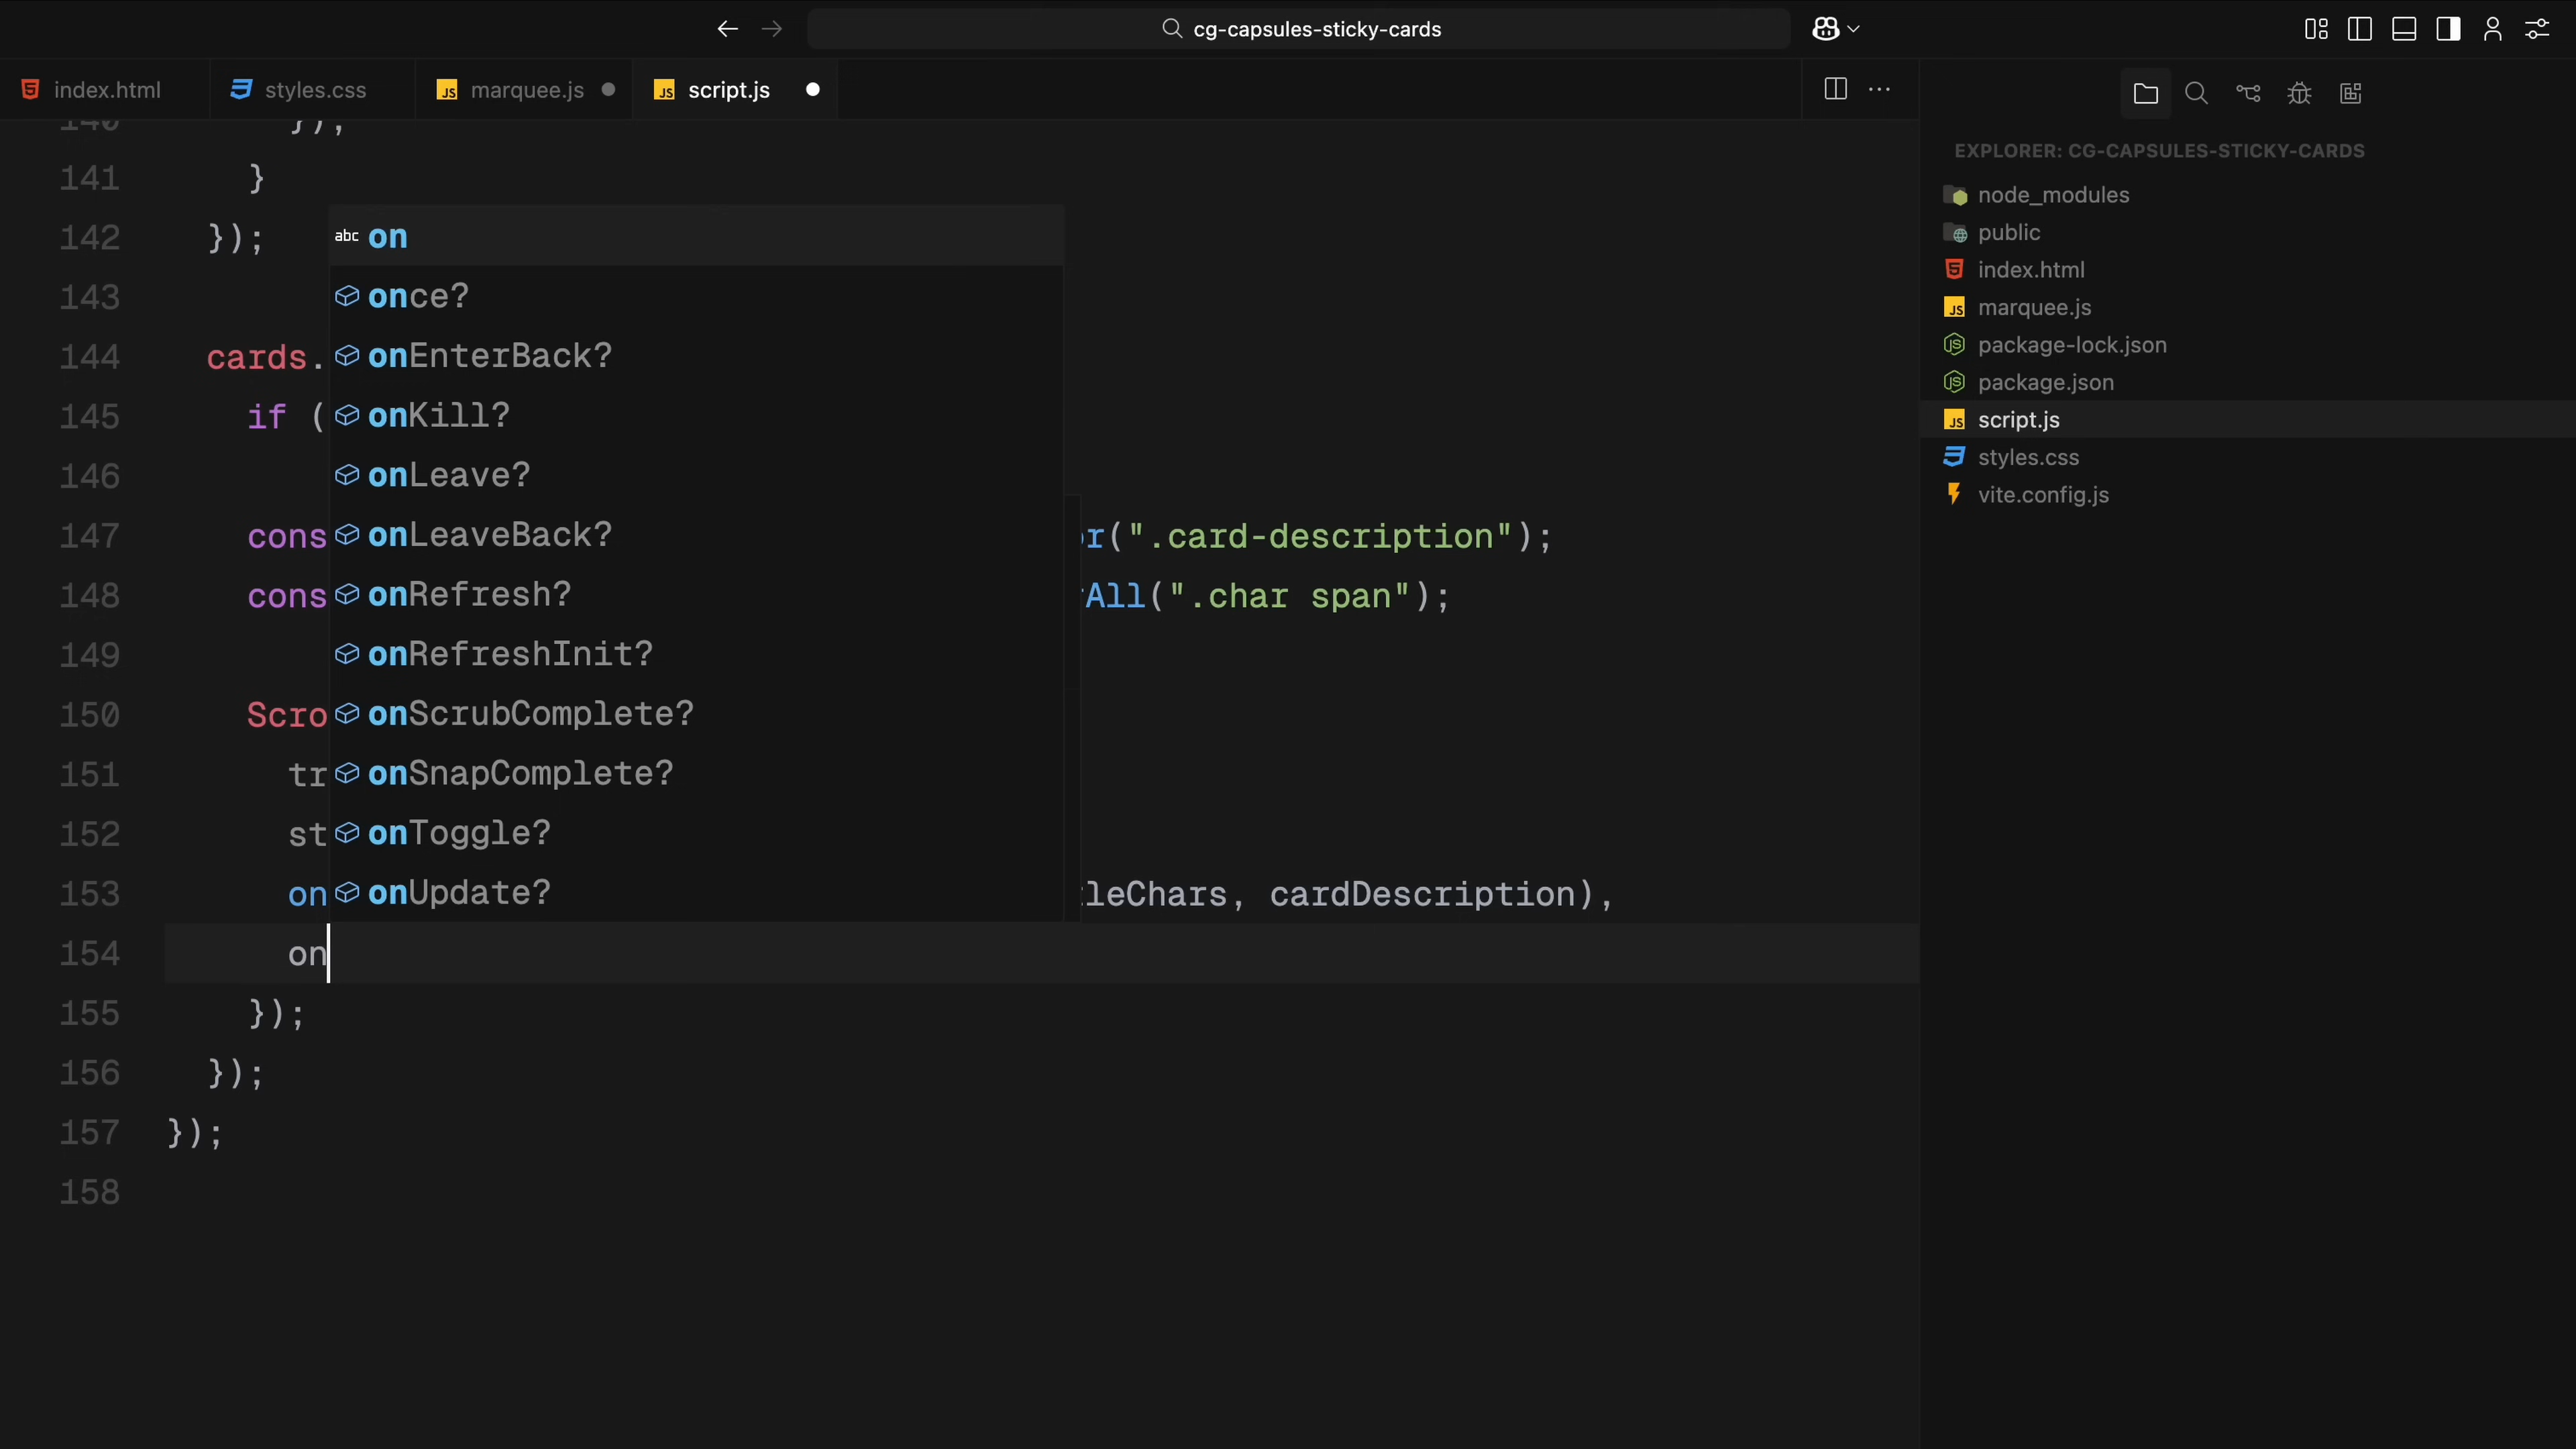 cg-capsules-sticky-cards
index.html
styles.css
marquee.js
script.js
EXPLORER: CG-CAPSULES-STICKY-CARDS
node_modules
public
index.html
marquee.js
package-lock.json
package.json
script.js
styles.css
vite.config.js
140 });
141 }
142 });
143
144 cards.
145 if (
146
147 cons
or(".card-description");
148 cons
rAll(".char span");
149
150 Scro
151 tr
152 st
153 on
leChars, cardDescription),
154 on
155 });
156 });
157 });
158
abc on
once?
onEnterBack?
onKill?
onLeave?
onLeaveBack?
onRefresh?
onRefreshInit?
onScrubComplete?
onSnapComplete?
onToggle?
onUpdate?